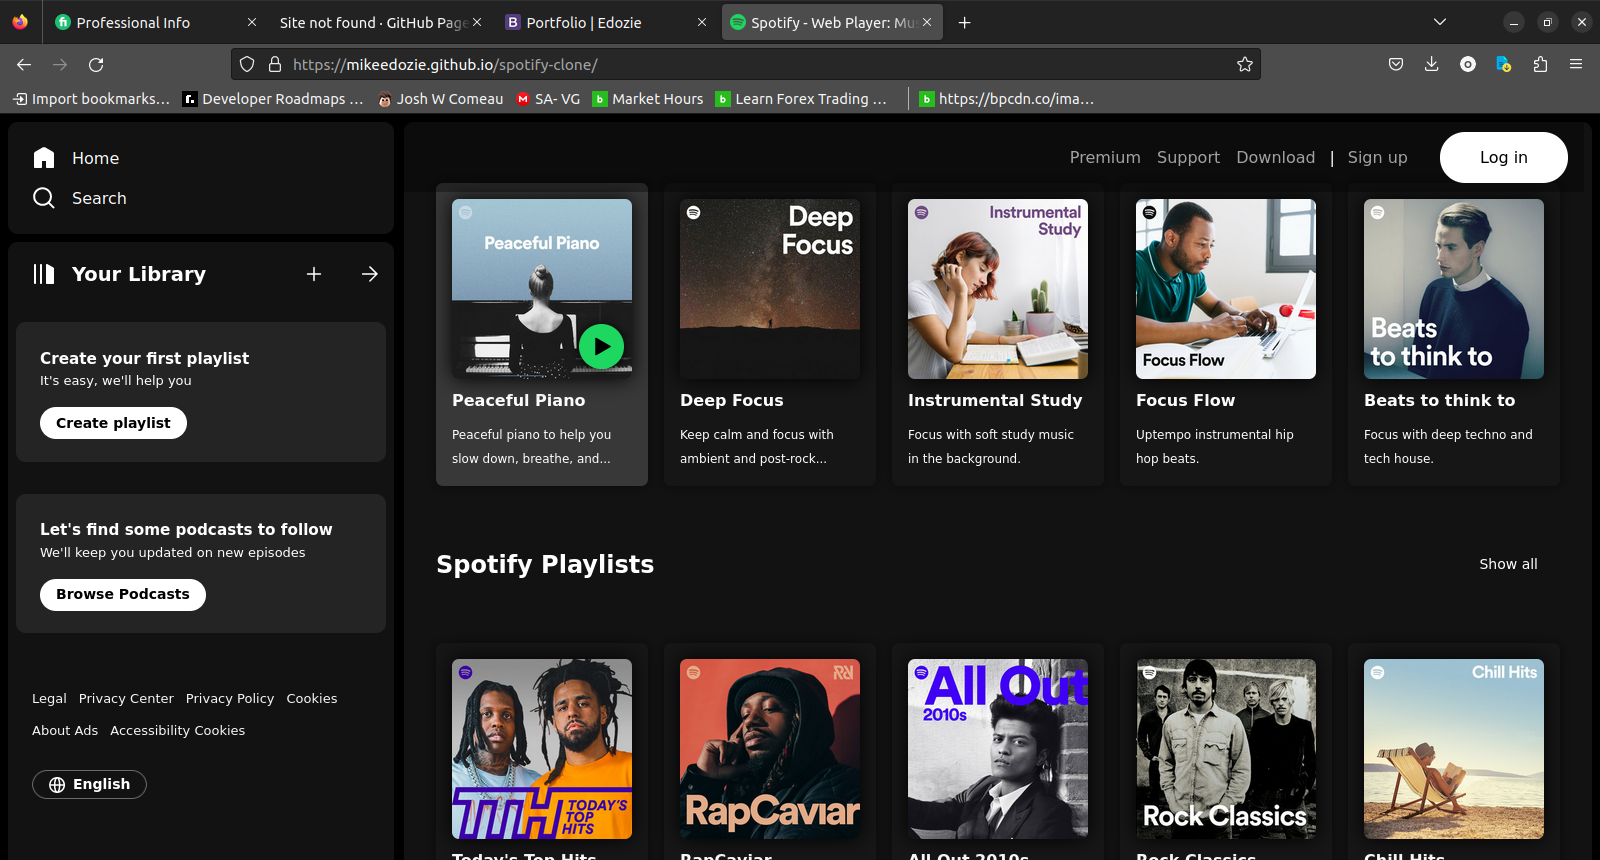 Professional Info
Site not found · GitHub Page
Portfolio | Edozie
Spotify - Web Player: Mu
https://mikeedozie.github.io/spotify-clone/
Import bookmarks…
Developer Roadmaps …
Josh W Comeau
SA- VG
Market Hours
Learn Forex Trading …
https://bpcdn.co/ima…
Home
Search
Premium
Support
Download
|
Sign up
Log in
Your Library
Create your first playlist
It's easy, we'll help you
Create playlist
Let's find some podcasts to follow
We'll keep you updated on new episodes
Browse Podcasts
Legal
Privacy Center
Privacy Policy
Cookies
About Ads
Accessibility Cookies
English
Peaceful Piano
Deep
Focus
Instrumental
Study
Focus Flow
Beats
to think to
Peaceful Piano
Peaceful piano to help you
slow down, breathe, and...
Deep Focus
Keep calm and focus with
ambient and post-rock...
Instrumental Study
Focus with soft study music
in the background.
Focus Flow
Uptempo instrumental hip
hop beats.
Beats to think to
Focus with deep techno and
tech house.
Spotify Playlists
Show all
TTH
TODAY'S
TOP
HITS
RapCaviar
All Out
2010s
Rock Classics
Chill Hits
Today's Top Hits
RapCaviar
All Out 2010s
Rock Classics
Chill Hits